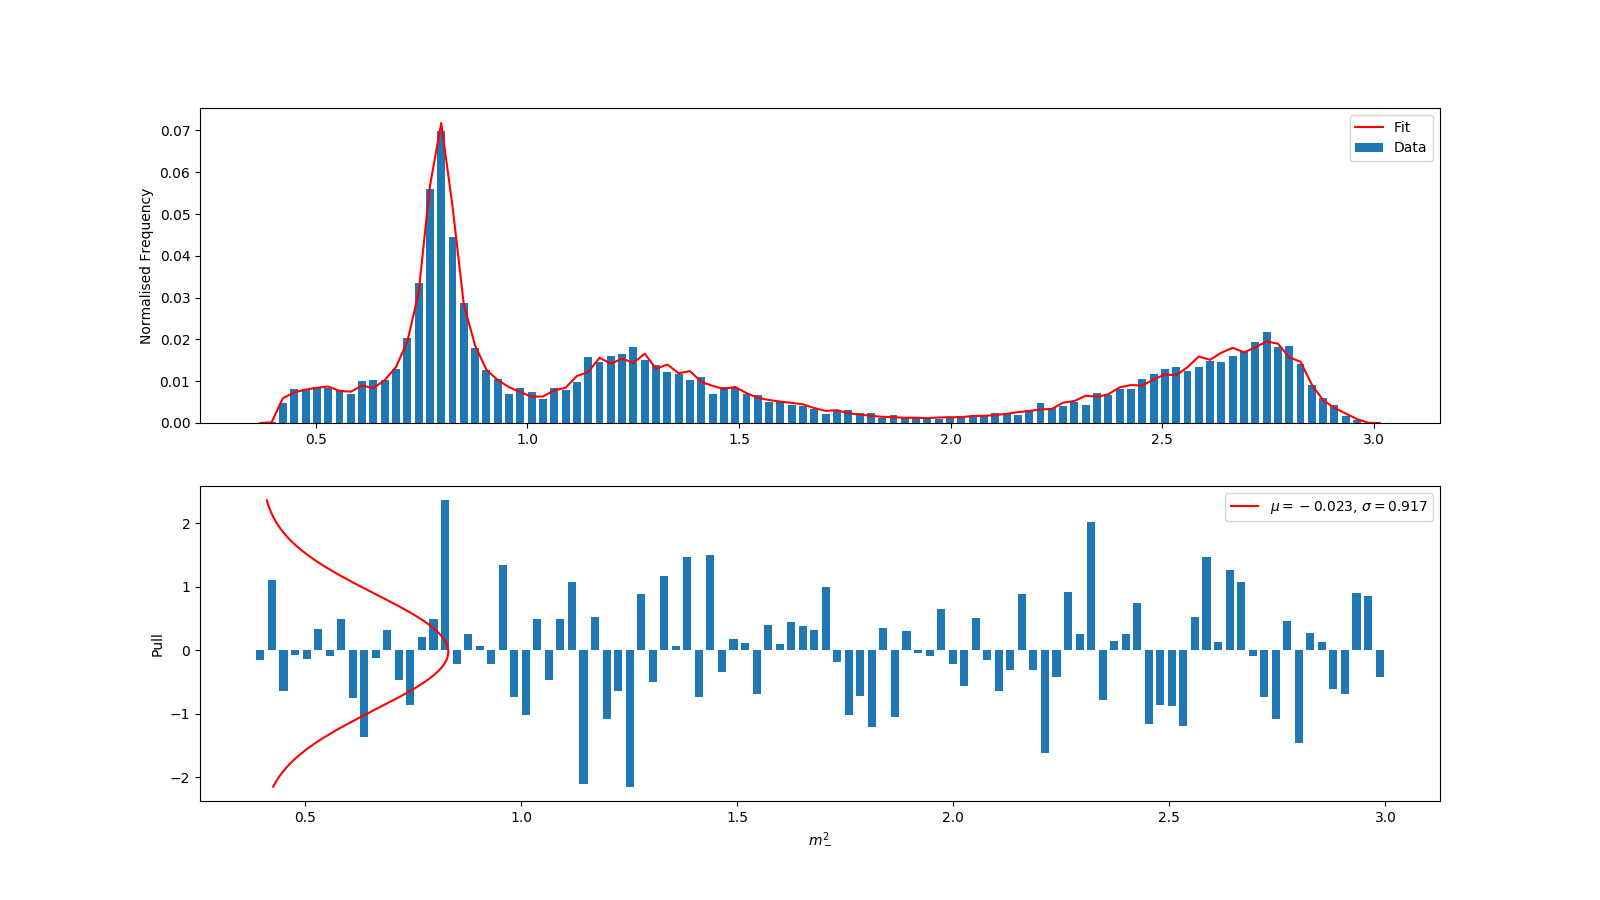 Normalised Frequency
0.07
0.06
0.05
0.04
0.03
0.02
0.01
0.00
0.5 1.0 1.5 2.0 2.5 3.0
Fit
Data
Pull
2
1
0
−1
−2
0.5 1.0 1.5 2.0 2.5 3.0
μ = −0.023, σ = 0.917
m²₋